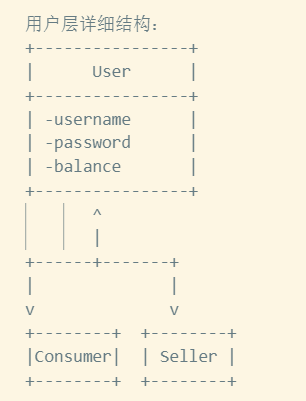 用户层详细结构：
+----------------+
|      User      |
+----------------+
| -username      |
| -password      |
| -balance       |
+----------------+
       ^
       |
+------+-------+
|              |
v              v
+--------+  +--------+
|Consumer|  | Seller |
+--------+  +--------+